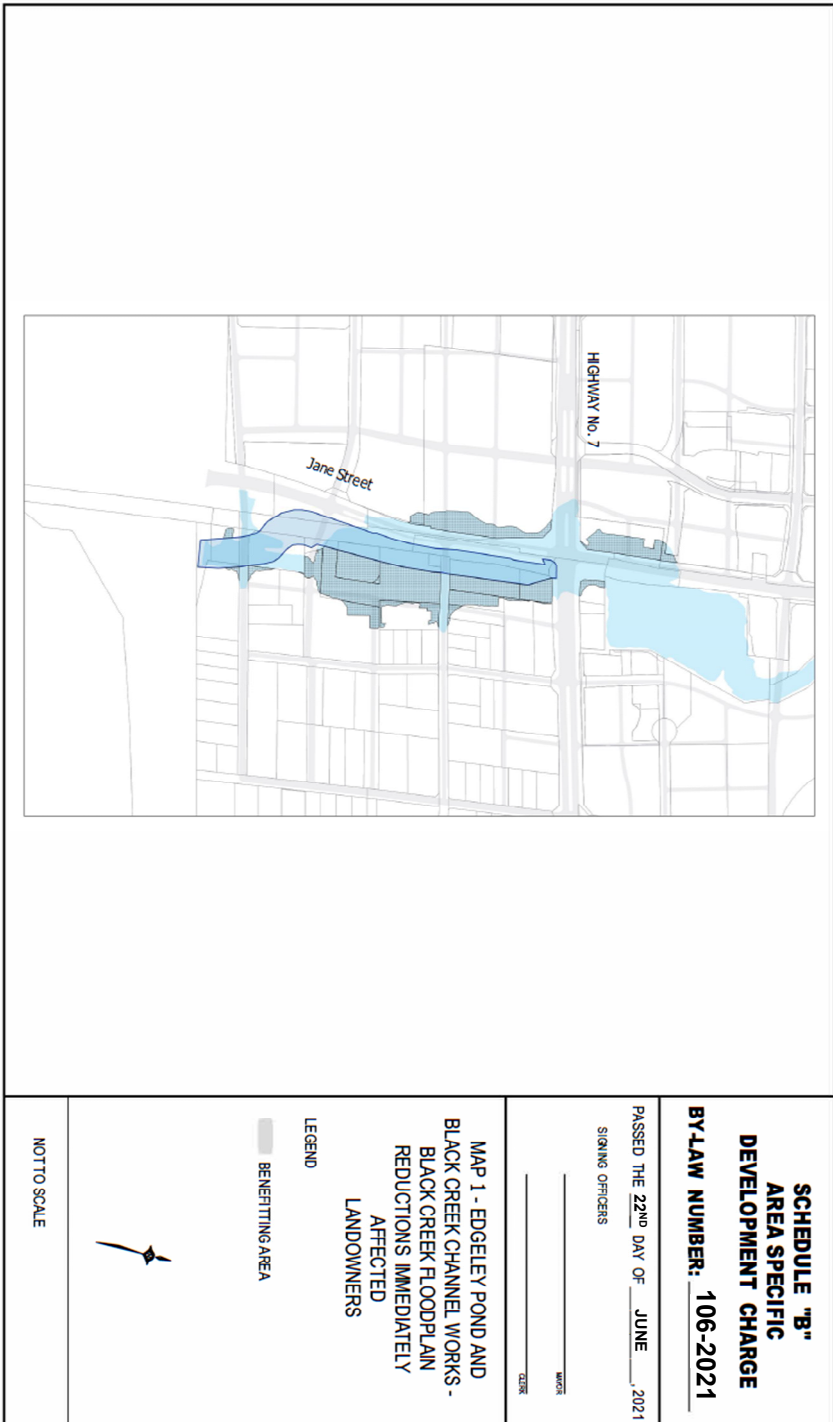 HIGHWAY No. 7
Jane Street
SCHEDULE "B"
AREA SPECIFIC
DEVELOPMENT CHARGE
BY-LAW NUMBER: 106-2021
PASSED THE 22ND DAY OF JUNE, 2021
SIGNING OFFICERS
MAYOR
CLERK
MAP 1 - EDGELEY POND AND
BLACK CREEK CHANNEL WORKS -
BLACK CREEK FLOODPLAIN
REDUCTIONS IMMEDIATELY
AFFECTED
LANDOWNERS
LEGEND
BENEFITTING AREA
NOT TO SCALE